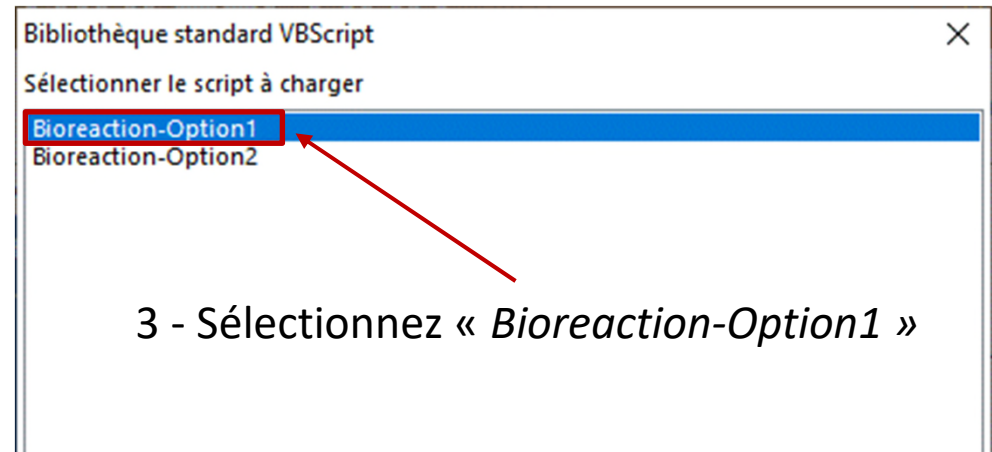 Bibliothèque standard VBScript
Sélectionner le script à charger
Bioreaction-Option1
Bioreaction-Option2
3 - Sélectionnez « Bioreaction-Option1 »